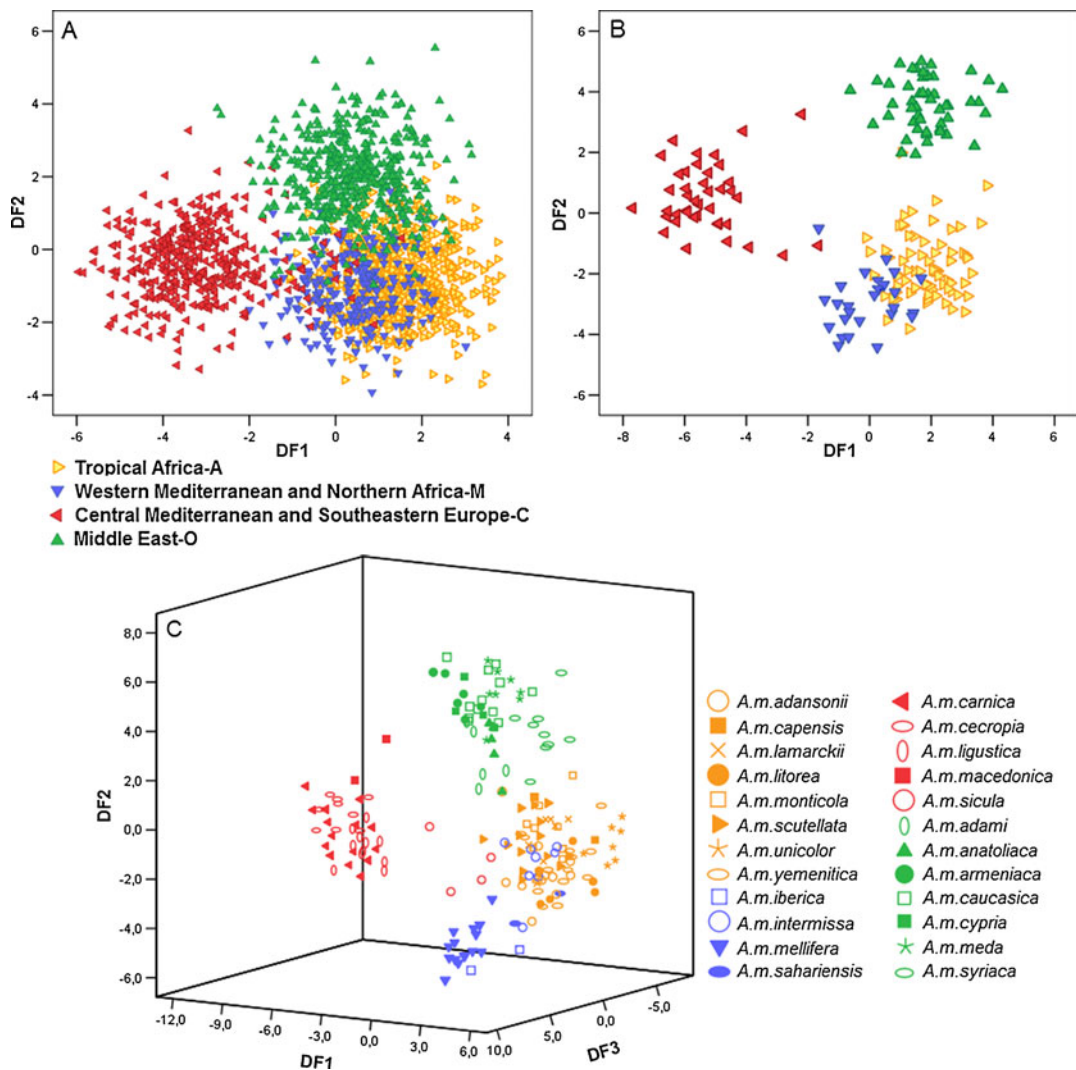 A
6
4
2
0
-2
-4
DF2
-6
-4
-2
0
2
4
DF1
B
6
4
2
0
-2
-4
-6
DF2
-8
-6
-4
-2
0
2
4
6
DF1
Tropical Africa-A
Western Mediterranean and Northern Africa-M
Central Mediterranean and Southeastern Europe-C
Middle East-O
C
8,0
6,0
4,0
2,0
0,0
-2,0
-4,0
-6,0
DF2
-12,0
-9,0
-6,0
-3,0
0,0
3,0
6,0
DF1
10,0
5,0
0,0
-5,0
DF3
A.m.adansonii
A.m.capensis
A.m.lamarckii
A.m.litorea
A.m.monticola
A.m.scutellata
A.m.unicolor
A.m.yemenitica
A.m.iberica
A.m.intermissa
A.m.mellifera
A.m.sahariensis
A.m.carnica
A.m.cecropia
A.m.ligustica
A.m.macedonica
A.m.sicula
A.m.adami
A.m.anatoliaca
A.m.armeniaca
A.m.caucasica
A.m.cypria
A.m.meda
A.m.syriaca